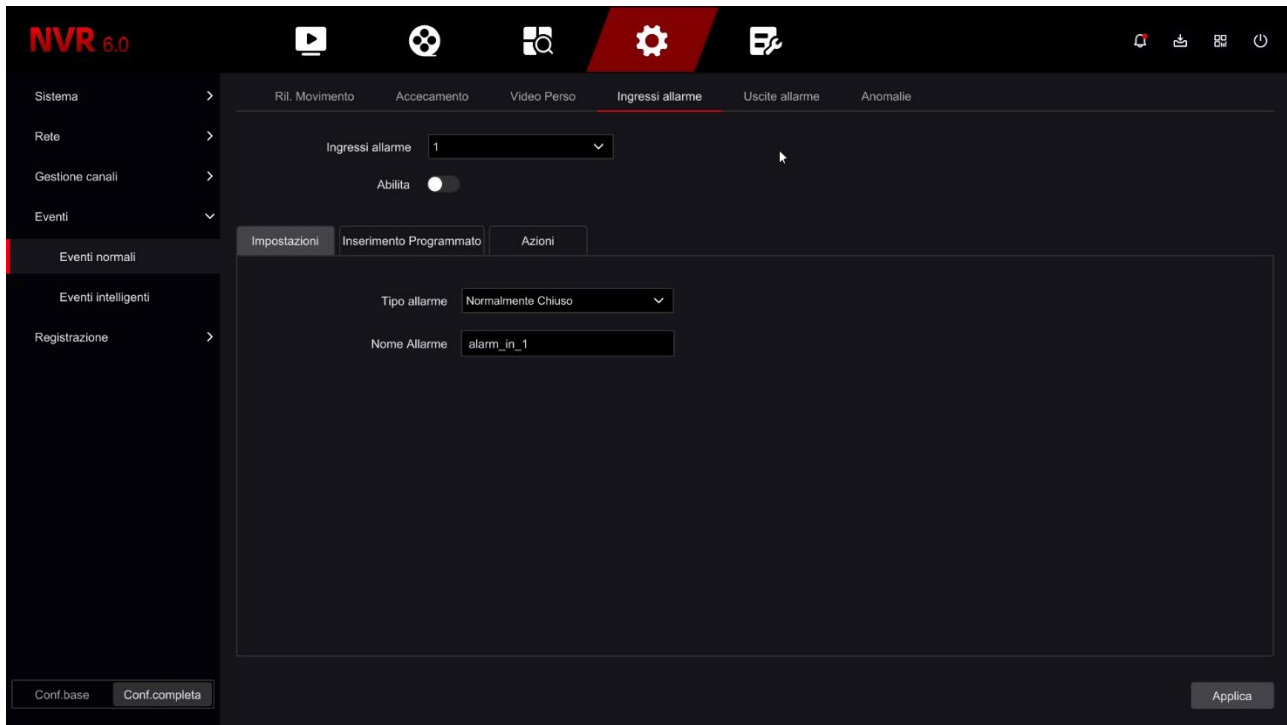 NVR 6.0
Sistema
Rete
Gestione canali
Eventi
Eventi normali
Eventi intelligenti
Registrazione
Conf.base Conf.completa
Ril. Movimento Accecamento Video Perso Ingressi allarme Uscite allarme Anomalie
Ingressi allarme 1
Abilita
Impostazioni Inserimento Programmato Azioni
Tipo allarme Normalmente Chiuso
Nome Allarme alarm_in_1
Applica